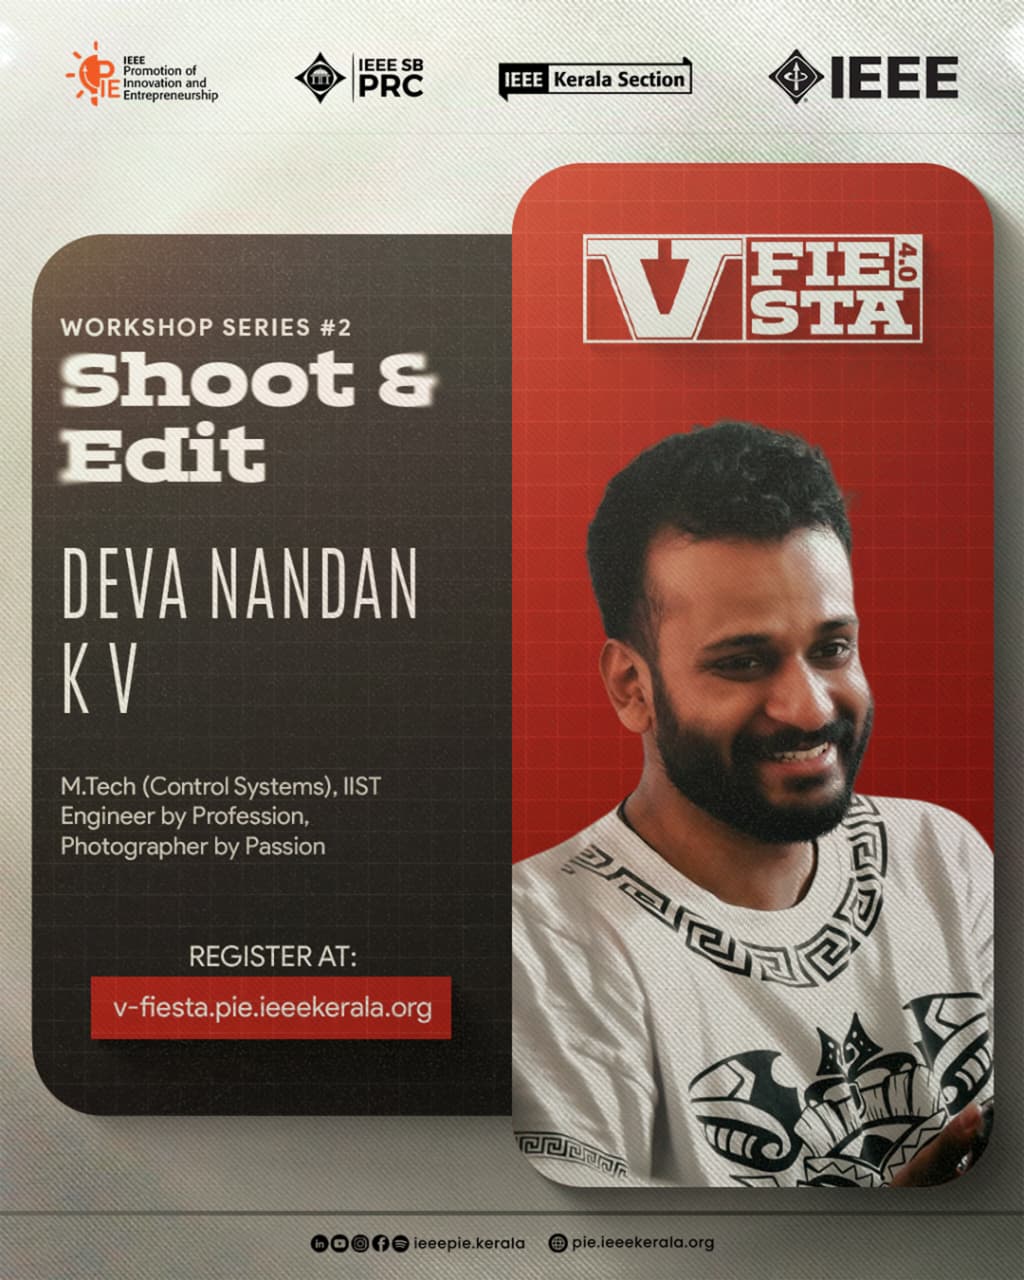 IEEE
Promotion of
Innovation and
Entrepreneurship
PIE
IEEE SB
PRC
IEEE Kerala Section
IEEE
V FIESTA 4.0
WORKSHOP SERIES #2
Shoot &
Edit
DEVA NANDAN
K V
M.Tech (Control Systems), IIST
Engineer by Profession,
Photographer by Passion
REGISTER AT:
v-fiesta.pie.ieeekerala.org
ieeepie.kerala
pie.ieeekerala.org